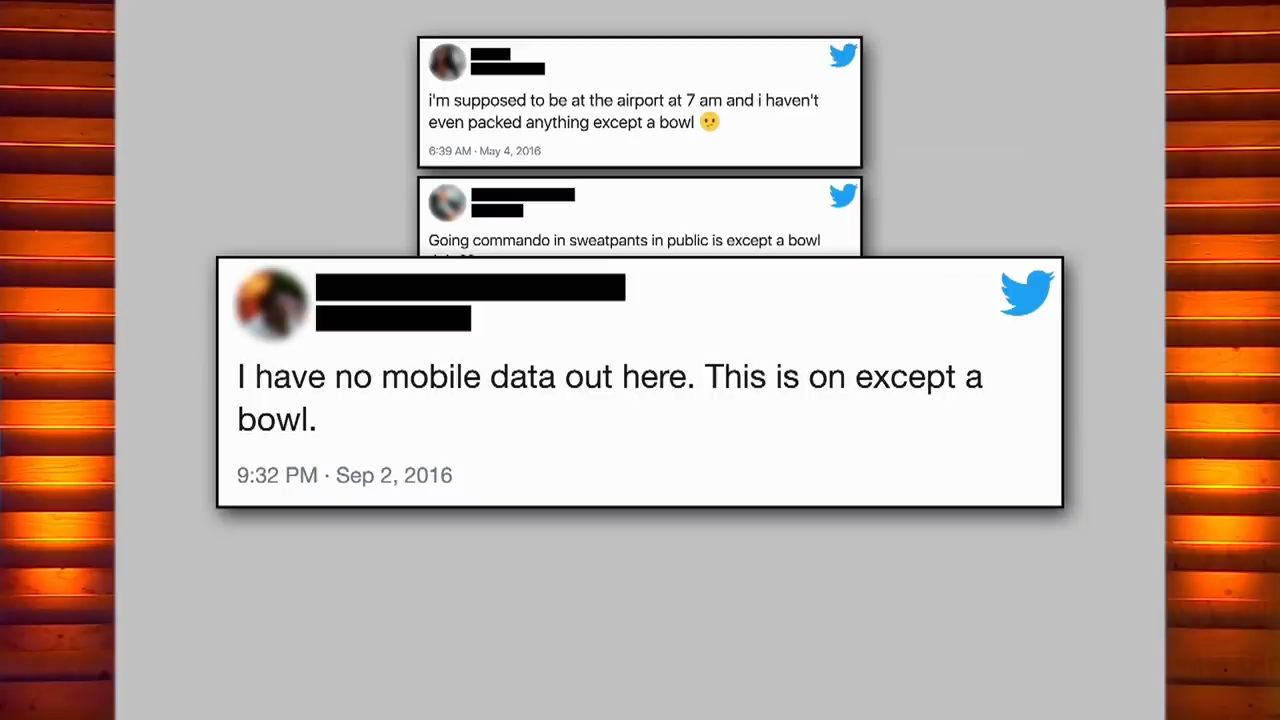 i'm supposed to be at the airport at 7 am and i haven't
even packed anything except a bowl 😕
6:39 AM · May 4, 2016
Going commando in sweatpants in public is except a bowl
I have no mobile data out here. This is on except a
bowl.
9:32 PM · Sep 2, 2016